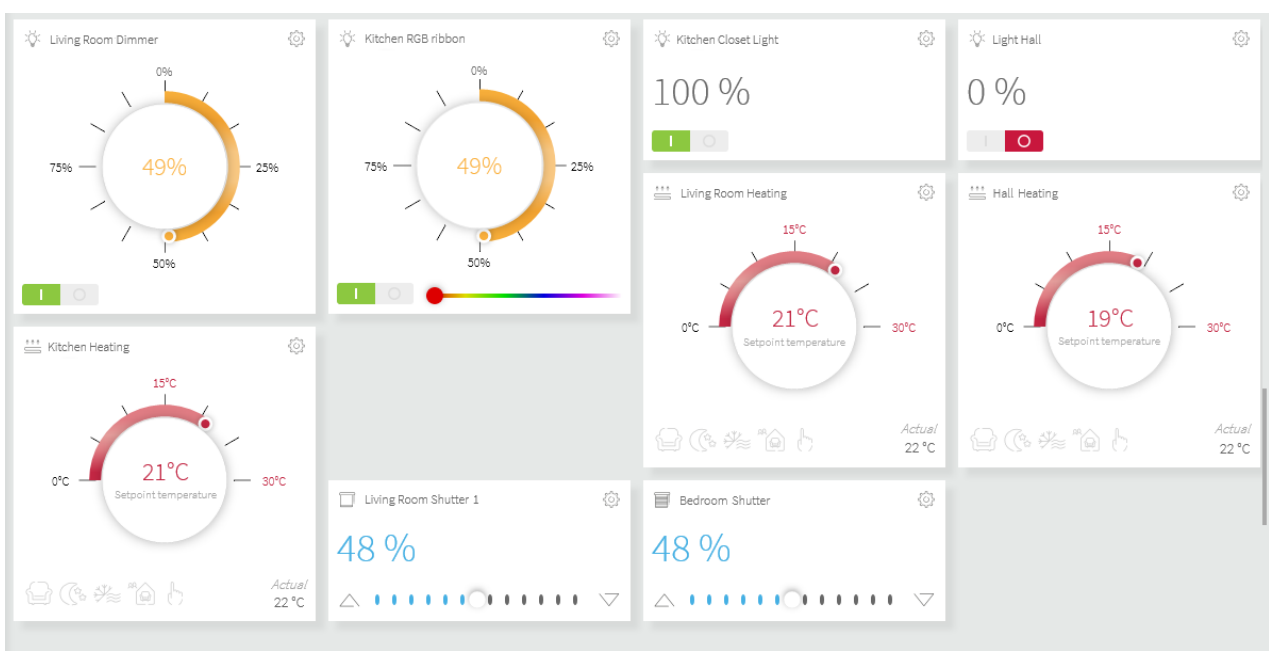 Living Room Dimmer
0%
75%
49%
25%
50%
Kitchen RGB ribbon
0%
75%
49%
25%
50%
Kitchen Closet Light
100 %
Light Hall
0 %
Living Room Heating
15°C
0°C
21°C
30°C
Setpoint temperature
Actual
22 °C
Hall Heating
15°C
0°C
19°C
30°C
Setpoint temperature
Actual
22 °C
Kitchen Heating
15°C
0°C
21°C
30°C
Setpoint temperature
Actual
22 °C
Living Room Shutter 1
48 %
Bedroom Shutter
48 %